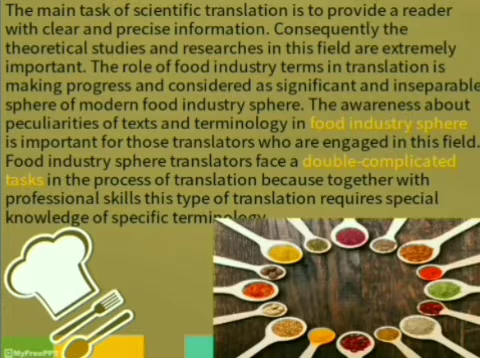 The main task of scientific translation is to provide a reader
with clear and precise information. Consequently the
theoretical studies and researches in this field are extremely
important. The role of food industry terms in translation is
making progress and considered as significant and inseparable
sphere of modern food industry sphere. The awareness about
peculiarities of texts and terminology in food industry sphere
is important for those translators who are engaged in this field.
Food industry sphere translators face a double-complicated
tasks in the process of translation because together with
professional skills this type of translation requires special
knowledge of specific terminology
MyFreePPT